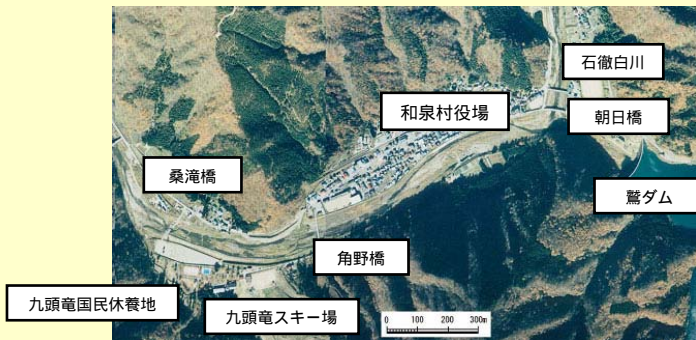 石徹白川
和泉村役場
朝日橋
桑滝橋
鷲ダム
角野橋
九頭竜国民休養地
九頭竜スキー場
0 100 200 300m